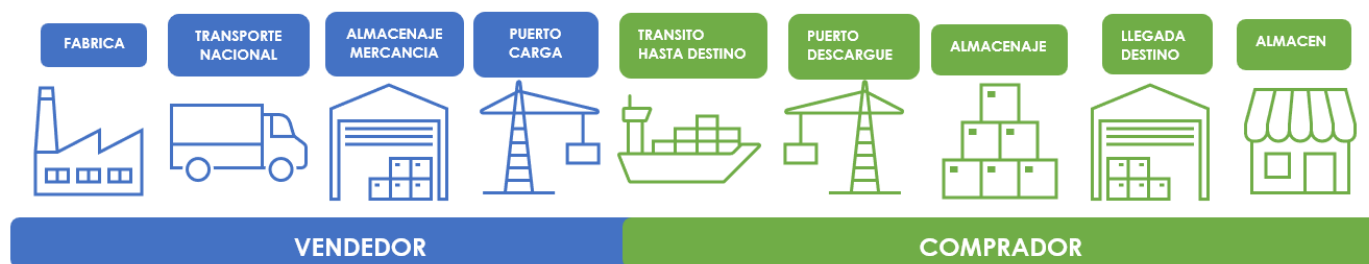 FABRICA
TRANSPORTE
NACIONAL
ALMACENAJE
MERCANCIA
PUERTO
CARGA
TRANSITO
HASTA DESTINO
PUERTO
DESCARGUE
ALMACENAJE
LLEGADA
DESTINO
ALMACEN
VENDEDOR
COMPRADOR